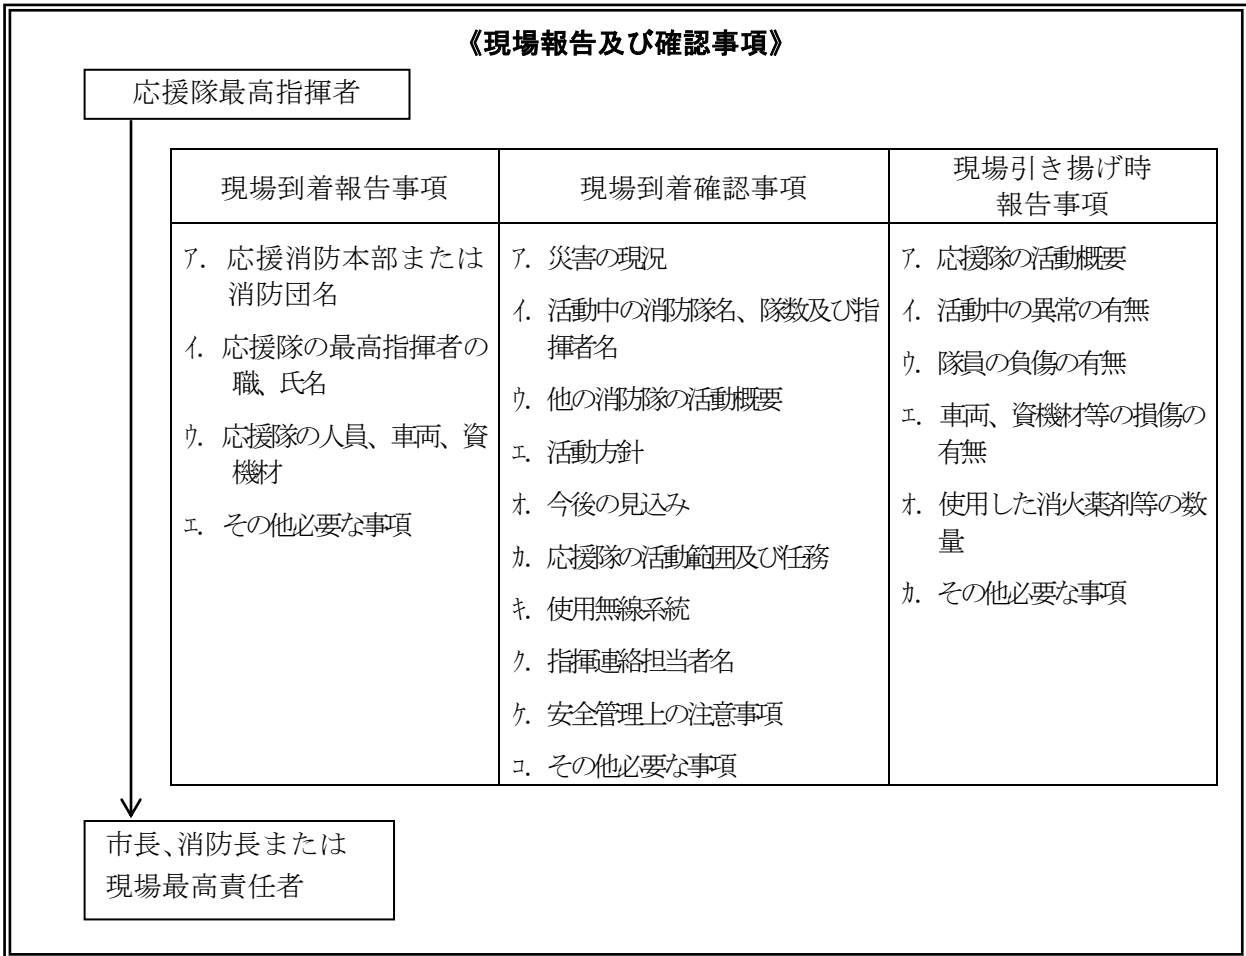 《現場報告及び確認事項》
応援隊最高指揮者
現場到着報告事項
現場到着確認事項
現場引き揚げ時
報告事項
ア. 応援消防本部または
消防団名
イ. 応援隊の最高指揮者の
職、氏名
ウ. 応援隊の人員、車両、資
機材
エ. その他必要な事項
ア. 災害の現況
イ. 活動中の消防隊名、隊数及び指
揮者名
ウ. 他の消防隊の活動概要
エ. 活動方針
オ. 今後の見込み
カ. 応援隊の活動範囲及び任務
キ. 使用無線系統
ク. 指揮連絡担当者名
ケ. 安全管理上の注意事項
コ. その他必要な事項
ア. 応援隊の活動概要
イ. 活動中の異常の有無
ウ. 隊員の負傷の有無
エ. 車両、資機材等の損傷の
有無
オ. 使用した消火薬剤等の数
量
カ. その他必要な事項
市長、消防長または
現場最高責任者